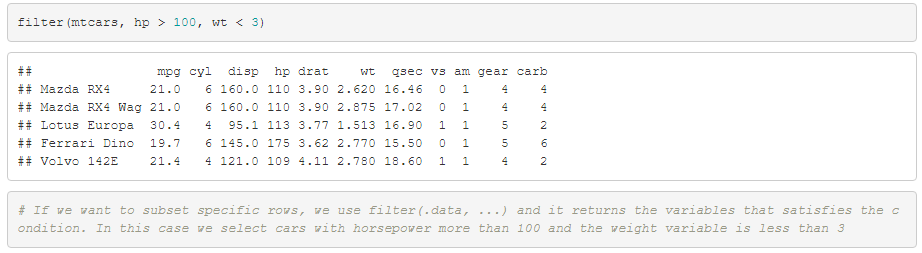 filter(mtcars, hp > 100, wt < 3)
##                mpg cyl  disp  hp drat    wt  qsec vs am gear carb
## Mazda RX4     21.0   6 160.0 110 3.90 2.620 16.46  0  1    4    4
## Mazda RX4 Wag 21.0   6 160.0 110 3.90 2.875 17.02  0  1    4    4
## Lotus Europa  30.4   4  95.1 113 3.77 1.513 16.90  1  1    5    2
## Ferrari Dino  19.7   6 145.0 175 3.62 2.770 15.50  0  1    5    6
## Volvo 142E    21.4   4 121.0 109 4.11 2.780 18.60  1  1    4    2
# If we want to subset specific rows, we use filter(.data, ...) and it returns the variables that satisfies the c
ondition. In this case we select cars with horsepower more than 100 and the weight variable is less than 3